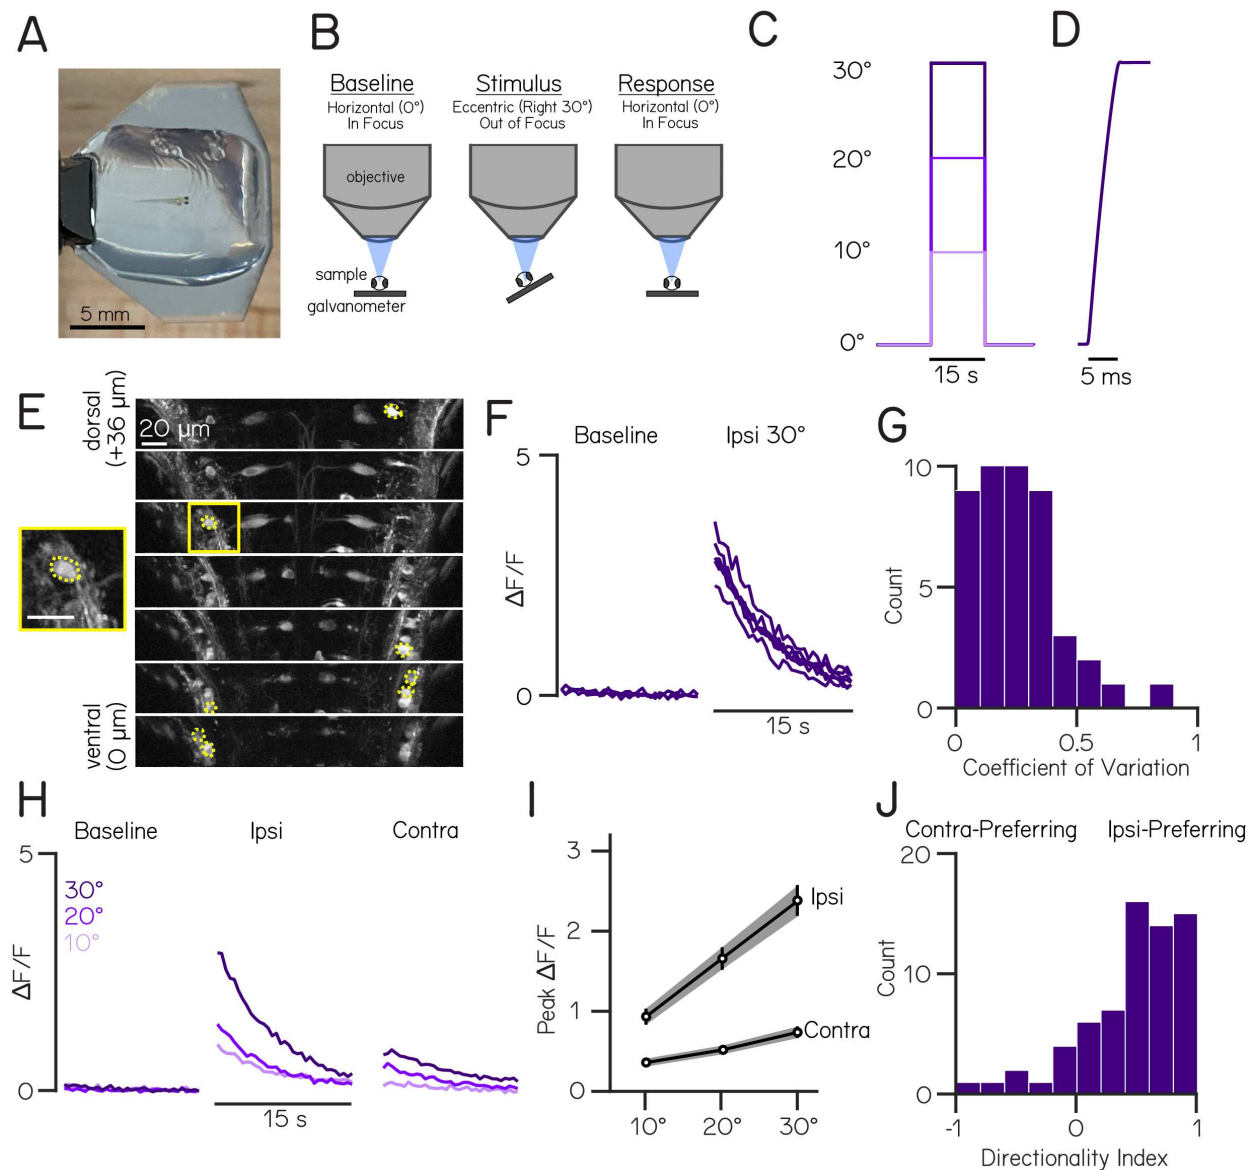 A
5 mm
B
Baseline
Horizontal (0°)
In Focus
objective
sample
galvanometer
Stimulus
Eccentric (Right 30°)
Out of Focus
Response
Horizontal (0°)
In Focus
C
30°
20°
10°
0°
15 s
D
5 ms
E
dorsal
(+36 µm)
20 µm
ventral
(0 µm)
F
Baseline
Ipsi 30°
5
ΔF/F
0
15 s
G
10
Count
5
0
0
0.5
1
Coefficient of Variation
H
Baseline
Ipsi
Contra
5
30°
20°
10°
ΔF/F
0
15 s
I
3
Ipsi
2
Peak ΔF/F
1
Contra
0
10°
20°
30°
J
Contra-Preferring
Ipsi-Preferring
20
Count
10
0
-1
0
1
Directionality Index